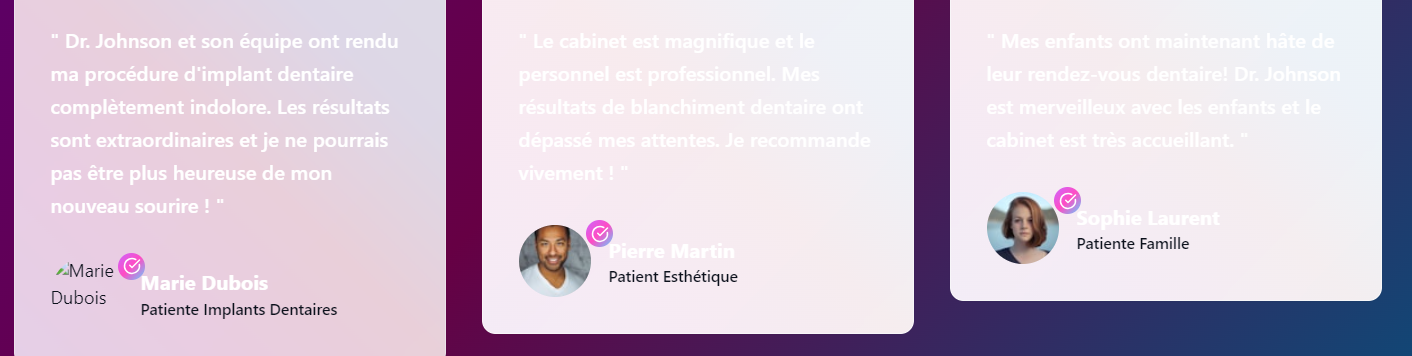 " Dr. Johnson et son équipe ont rendu
ma procédure d'implant dentaire
complètement indolore. Les résultats
sont extraordinaires et je ne pourrais
pas être plus heureuse de mon
nouveau sourire ! "
Marie
Dubois
Marie Dubois
Patiente Implants Dentaires
" Le cabinet est magnifique et le
personnel est professionnel. Mes
résultats de blanchiment dentaire ont
dépassé mes attentes. Je recommande
vivement ! "
Pierre Martin
Patient Esthétique
" Mes enfants ont maintenant hâte de
leur rendez-vous dentaire! Dr. Johnson
est merveilleux avec les enfants et le
cabinet est très accueillant. "
Sophie Laurent
Patiente Famille